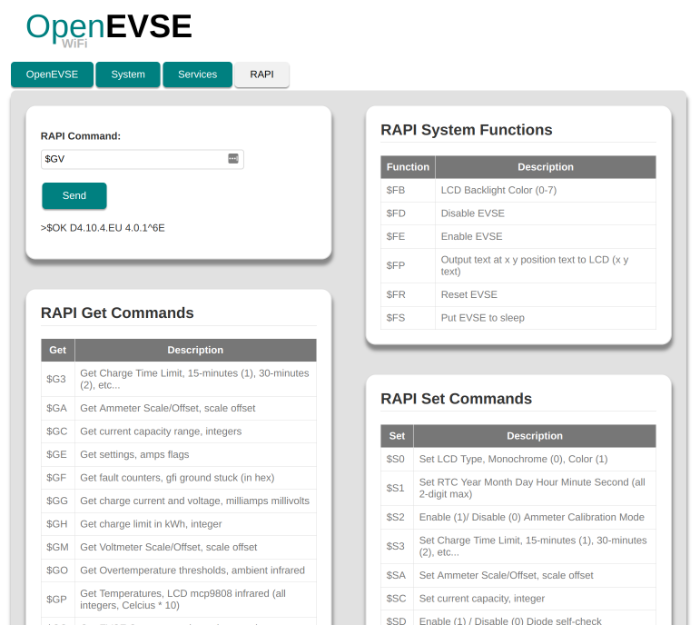 OpenEVSE
WiFi
OpenEVSE System Services RAPI
RAPI Command:
$GV
Send
>$OK D4.10.4.EU 4.0.1^6E
RAPI Get Commands
Get Description
$G3 Get Charge Time Limit, 15-minutes (1), 30-minutes
(2), etc...
$GA Get Ammeter Scale/Offset, scale offset
$GC Get current capacity range, integers
$GE Get settings, amps flags
$GF Get fault counters, gfi ground stuck (in hex)
$GG Get charge current and voltage, milliamps millivolts
$GH Get charge limit in kWh, integer
$GM Get Voltmeter Scale/Offset, scale offset
$GO Get Overtemperature thresholds, ambient infrared
$GP Get Temperatures, LCD mcp9808 infrared (all
integers, Celcius * 10)
RAPI System Functions
Function Description
$FB LCD Backlight Color (0-7)
$FD Disable EVSE
$FE Enable EVSE
$FP Output text at x y position text to LCD (x y
text)
$FR Reset EVSE
$FS Put EVSE to sleep
RAPI Set Commands
Set Description
$S0 Set LCD Type, Monochrome (0), Color (1)
$S1 Set RTC Year Month Day Hour Minute Second (all
2-digit max)
$S2 Enable (1)/ Disable (0) Ammeter Calibration Mode
$S3 Set Charge Time Limit, 15-minutes (1), 30-minutes
(2), etc...
$SA Set Ammeter Scale/Offset, scale offset
$SC Set current capacity, integer
$SD Enable (1) / Disable (0) Diode self-check